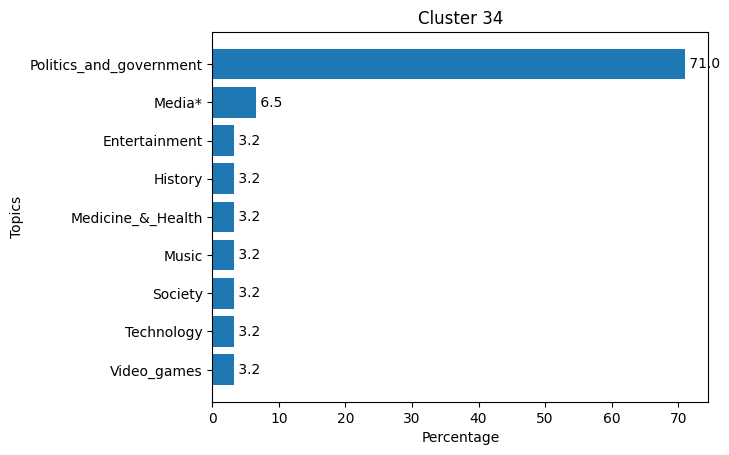 Cluster 34
Politics_and_government 71.0
Media* 6.5
Entertainment 3.2
History 3.2
Medicine_&_Health 3.2
Music 3.2
Society 3.2
Technology 3.2
Video_games 3.2
Topics
0 10 20 30 40 50 60 70
Percentage